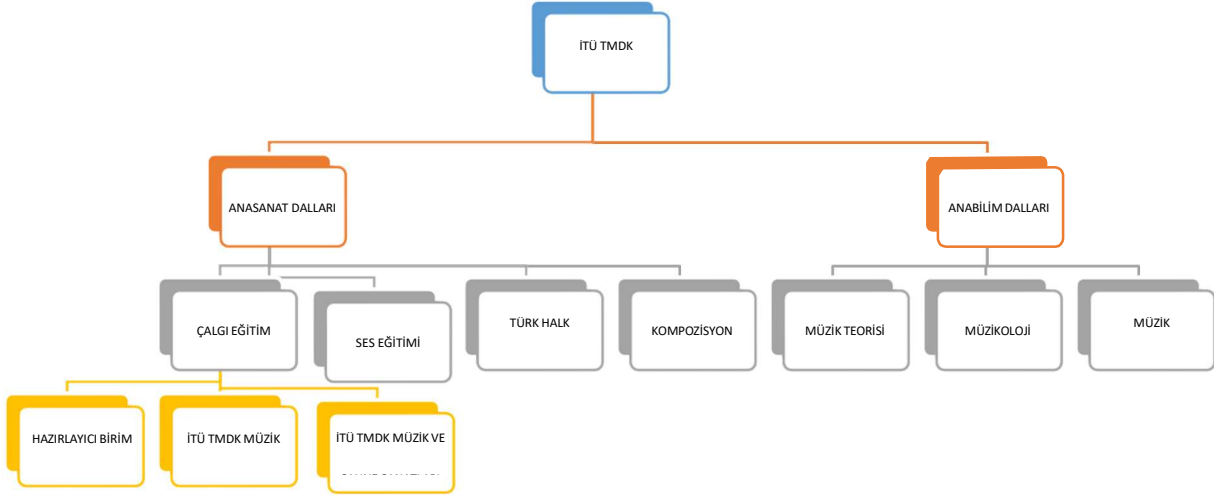 İTÜ TMDK
ANASANAT DALLARI
ANABİLİM DALLARI
ÇALGI EĞİTİM
SES EĞİTİMİ
TÜRK HALK
KOMPOZİSYON
MÜZİK TEORİSİ
MÜZİKOLOJİ
MÜZİK
HAZIRLAYICI BİRİM
İTÜ TMDK MÜZİK
İTÜ TMDK MÜZİK VE